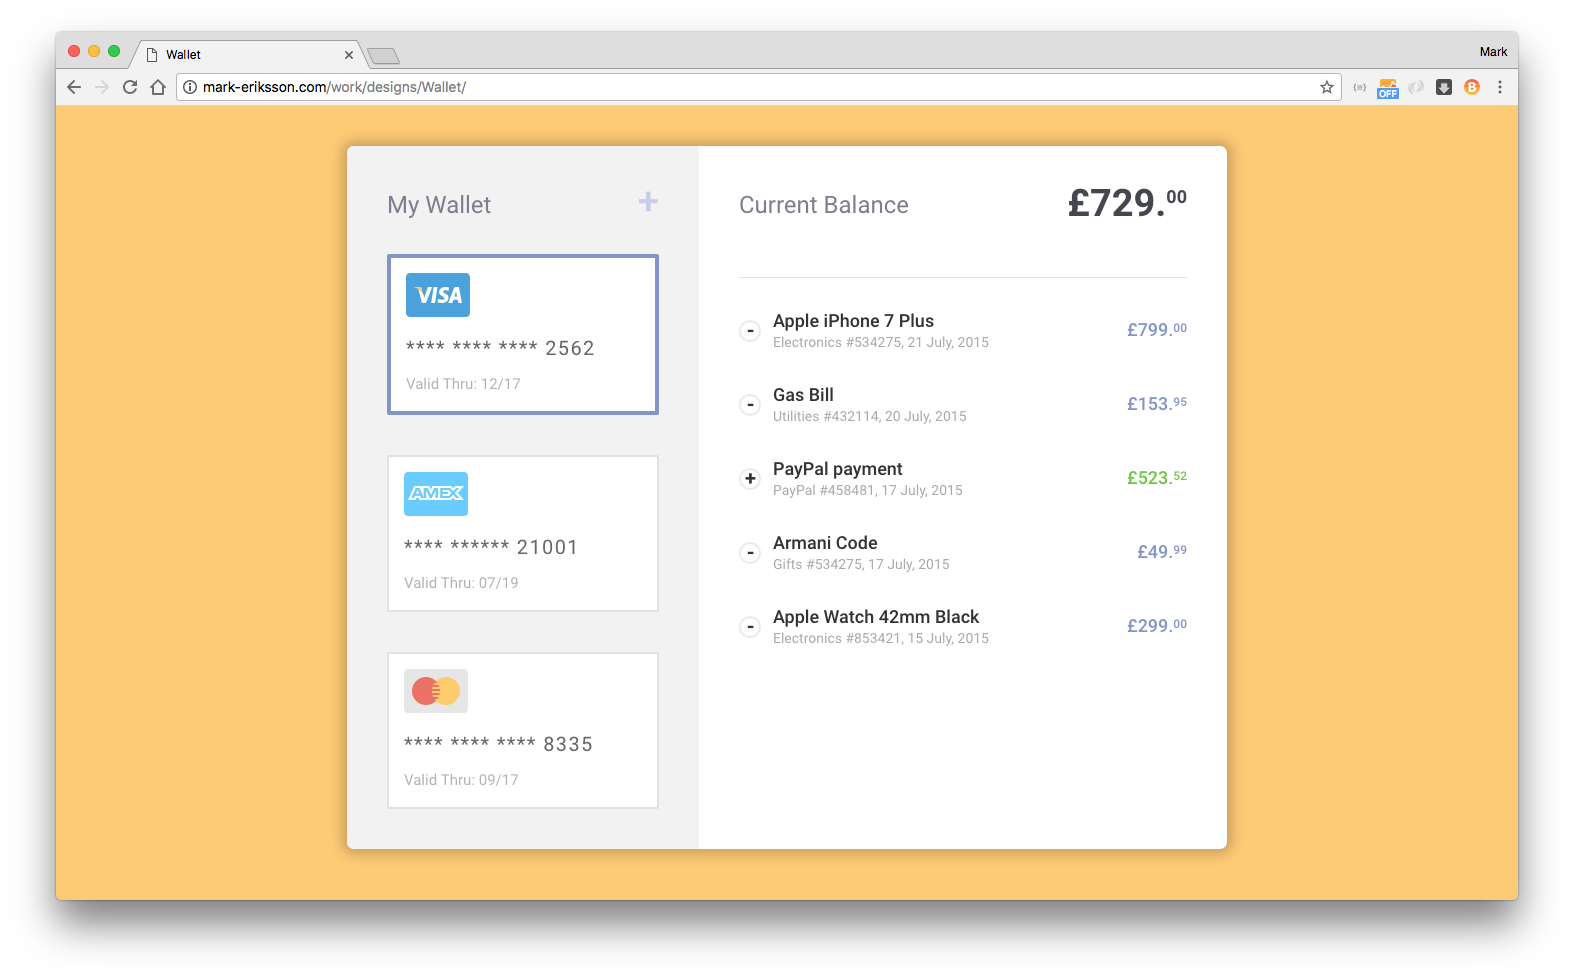 Wallet
Mark
mark-eriksson.com/work/designs/Wallet/
OFF
B
My Wallet
+
VISA
**** **** **** 2562
Valid Thru: 12/17
AMEX
**** ****** 21001
Valid Thru: 07/19
**** **** **** 8335
Valid Thru: 09/17
Current Balance £729.00
- Apple iPhone 7 Plus £799.00
Electronics #534275, 21 July, 2015
- Gas Bill £153.95
Utilities #432114, 20 July, 2015
+ PayPal payment £523.52
PayPal #458481, 17 July, 2015
- Armani Code £49.99
Gifts #534275, 17 July, 2015
- Apple Watch 42mm Black £299.00
Electronics #853421, 15 July, 2015